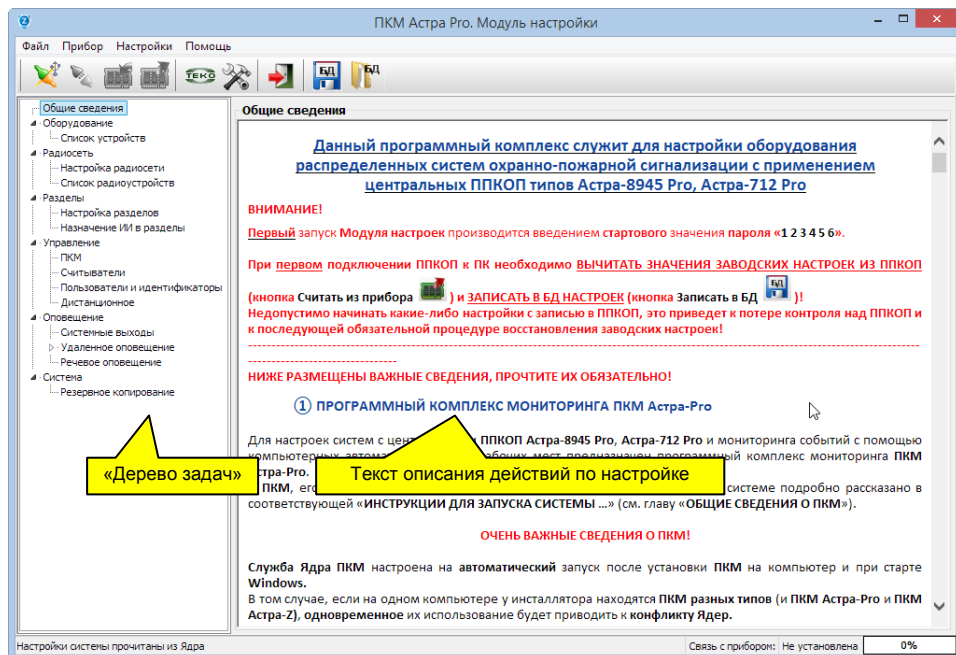 ПКМ Астра Pro. Модуль настройки
Файл Прибор Настройки Помощь
ТЕКО БД БД
Общие сведения
Оборудование
Список устройств
Радиосеть
Настройка радиосети
Список радиоустройств
Разделы
Настройка разделов
Назначение ИИ в разделы
Управление
ПКМ
Считыватели
Пользователи и идентификаторы
Дистанционное
Оповещение
Системные выходы
Удаленное оповещение
Речевое оповещение
Система
Резервное копирование
«Дерево задач»
Общие сведения
Данный программный комплекс служит для настройки оборудования
распределенных систем охранно-пожарной сигнализации с применением
центральных ППКОП типов Астра-8945 Pro, Астра-712 Pro
ВНИМАНИЕ!
Первый запуск Модуля настроек производится введением стартового значения пароля «1 2 3 4 5 6».
При первом подключении ППКОП к ПК необходимо ВЫЧИТАТЬ ЗНАЧЕНИЯ ЗАВОДСКИХ НАСТРОЕК ИЗ ППКОП
(кнопка Считать из прибора ) и ЗАПИСАТЬ В БД НАСТРОЕК (кнопка Записать в БД БД )!
Недопустимо начинать какие-либо настройки с записью в ППКОП, это приведет к потере контроля над ППКОП и
к последующей обязательной процедуре восстановления заводских настроек!
НИЖЕ РАЗМЕЩЕНЫ ВАЖНЫЕ СВЕДЕНИЯ, ПРОЧТИТЕ ИХ ОБЯЗАТЕЛЬНО!
① ПРОГРАММНЫЙ КОМПЛЕКС МОНИТОРИНГА ПКМ Астра-Pro
Для настроек систем с ППКОП Астра-8945 Pro, Астра-712 Pro и мониторинга событий с помощью
компьютерных мест предназначен программный комплекс мониторинга ПКМ
Астра-Pro.
ПКМ, системе подробно рассказано в
соответствующей «ИНСТРУКЦИИ ДЛЯ ЗАПУСКА СИСТЕМЫ ...» (см. главу «ОБЩИЕ СВЕДЕНИЯ О ПКМ»).
Текст описания действий по настройке
ОЧЕНЬ ВАЖНЫЕ СВЕДЕНИЯ О ПКМ!
Служба Ядра ПКМ настроена на автоматический запуск после установки ПКМ на компьютер и при старте
Windows.
В том случае, если на одном компьютере у инсталлятора находятся ПКМ разных типов (и ПКМ Астра-Pro и ПКМ
Астра-Z), одновременное их использование будет приводить к конфликту Ядер.
Настройки системы прочитаны из Ядра
Связь с прибором: Не установлена 0%